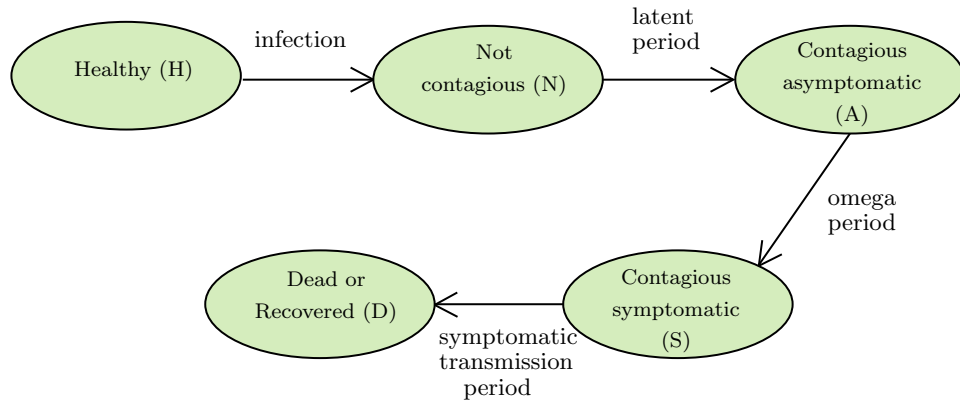 Healthy (H)
infection
Not
contagious (N)
latent
period
Contagious
asymptomatic
(A)
omega
period
Contagious
symptomatic
(S)
symptomatic
transmission
period
Dead or
Recovered (D)